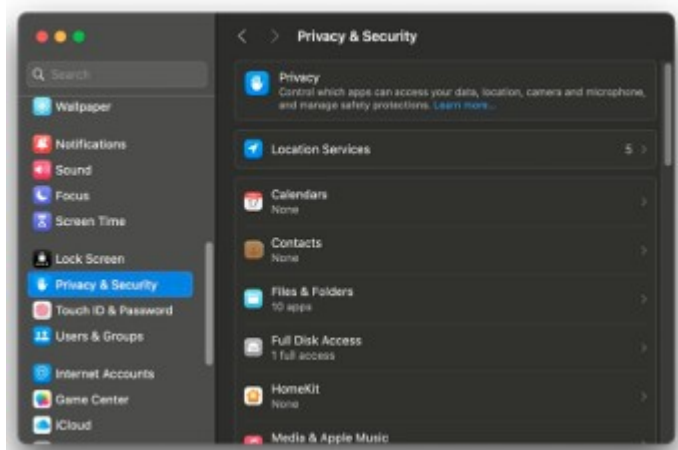 Privacy & Security
Search
Wallpaper
Notifications
Sound
Focus
Screen Time
Lock Screen
Privacy & Security
Touch ID & Password
Users & Groups
Internet Accounts
Game Center
iCloud
Privacy
Control which apps can access your data, location, camera and microphone,
and manage safety protections. Learn more...
Location Services 5
17
Calendars
None
Contacts
None
Files & Folders
10 apps
Full Disk Access
1 full access
HomeKit
None
Media & Apple Music